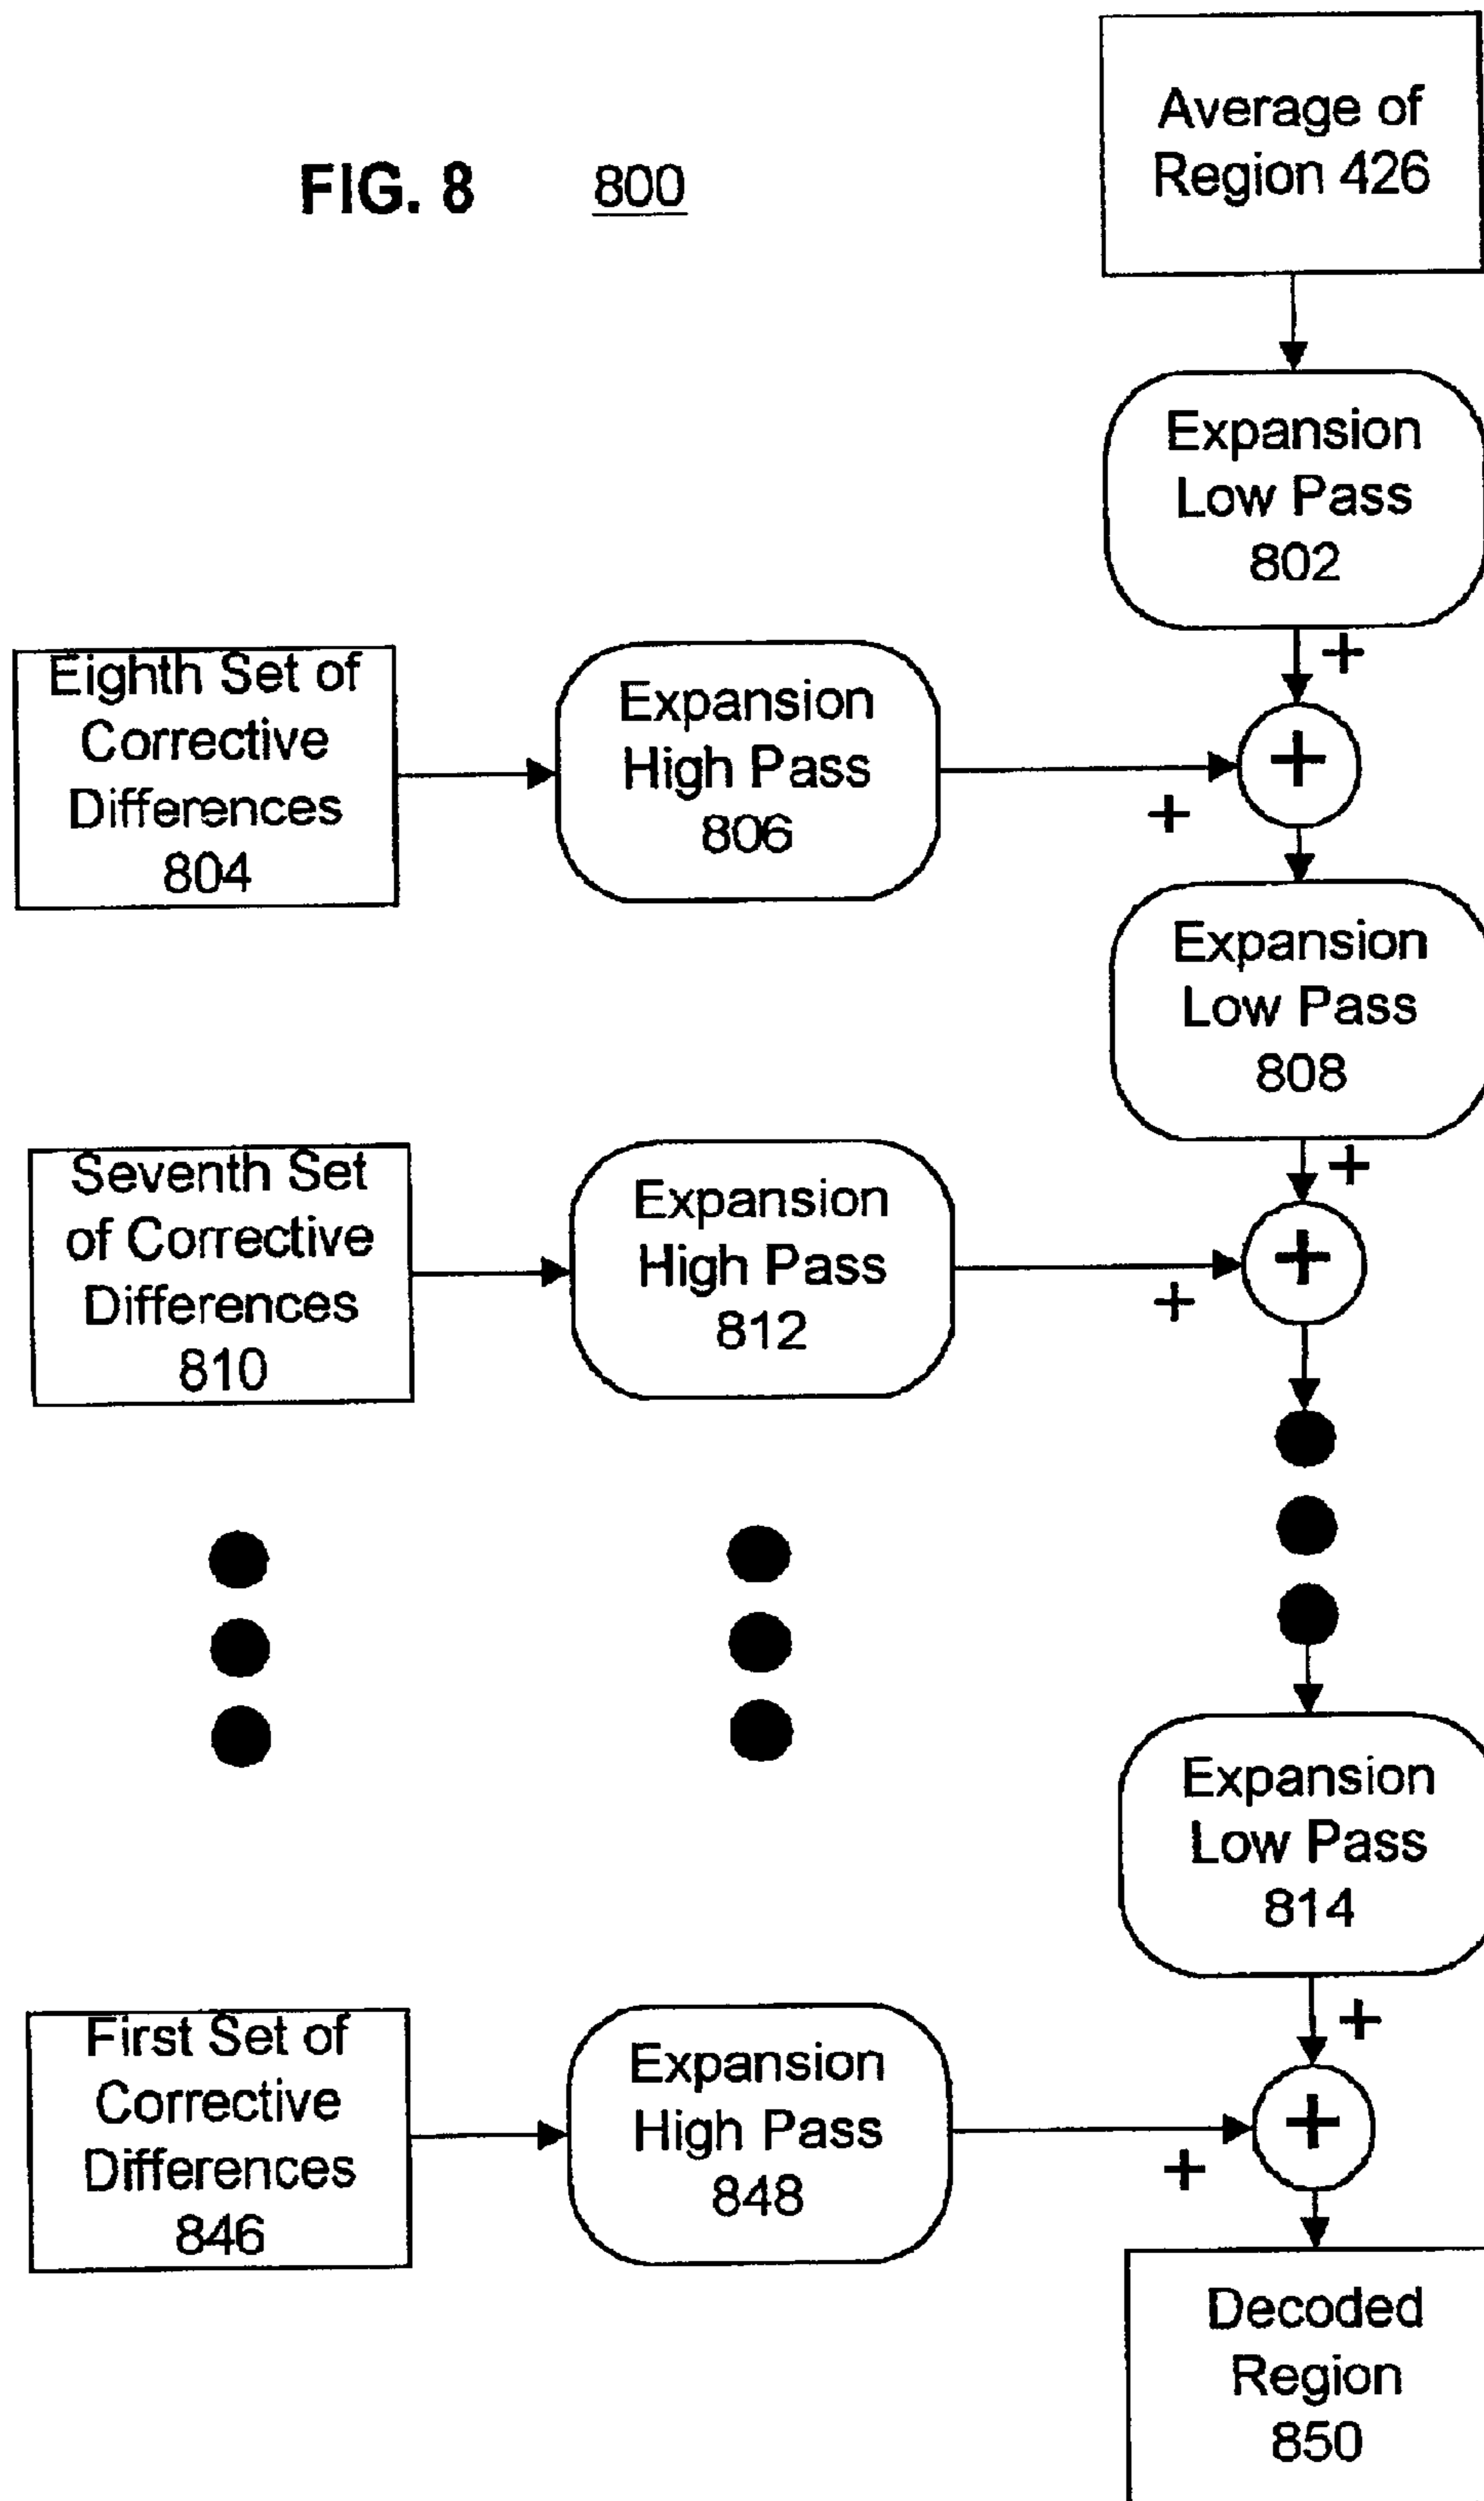 Average of
Region 426
FIG. 8 800
Expansion
Low Pass
802
+
Eighth Set of
Corrective
Differences
804
Expansion
High Pass
806
+
+
Expansion
Low Pass
808
+
Seventh Set
of Corrective
Differences
810
Expansion
High Pass
812
+
+
Expansion
Low Pass
814
+
First Set of
Corrective
Differences
846
Expansion
High Pass
848
+
+
Decoded
Region
850